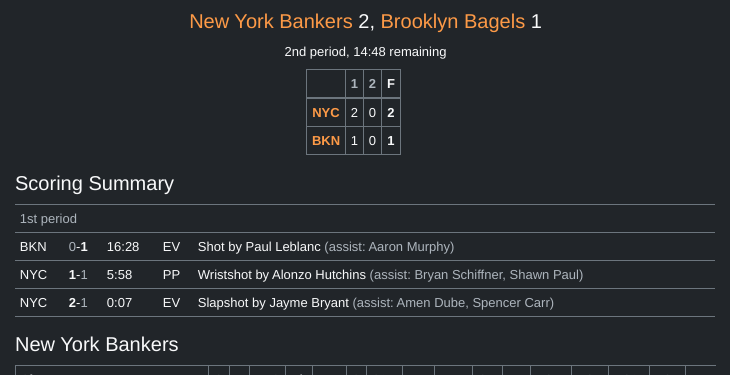 New York Bankers 2, Brooklyn Bagels 1
2nd period, 14:48 remaining
1 2 F
NYC 2 0 2
BKN 1 0 1
Scoring Summary
1st period
BKN 0-1 16:28 EV Shot by Paul Leblanc (assist: Aaron Murphy)
NYC 1-1 5:58 PP Wristshot by Alonzo Hutchins (assist: Bryan Schiffner, Shawn Paul)
NYC 2-1 0:07 EV Slapshot by Jayme Bryant (assist: Amen Dube, Spencer Carr)
New York Bankers